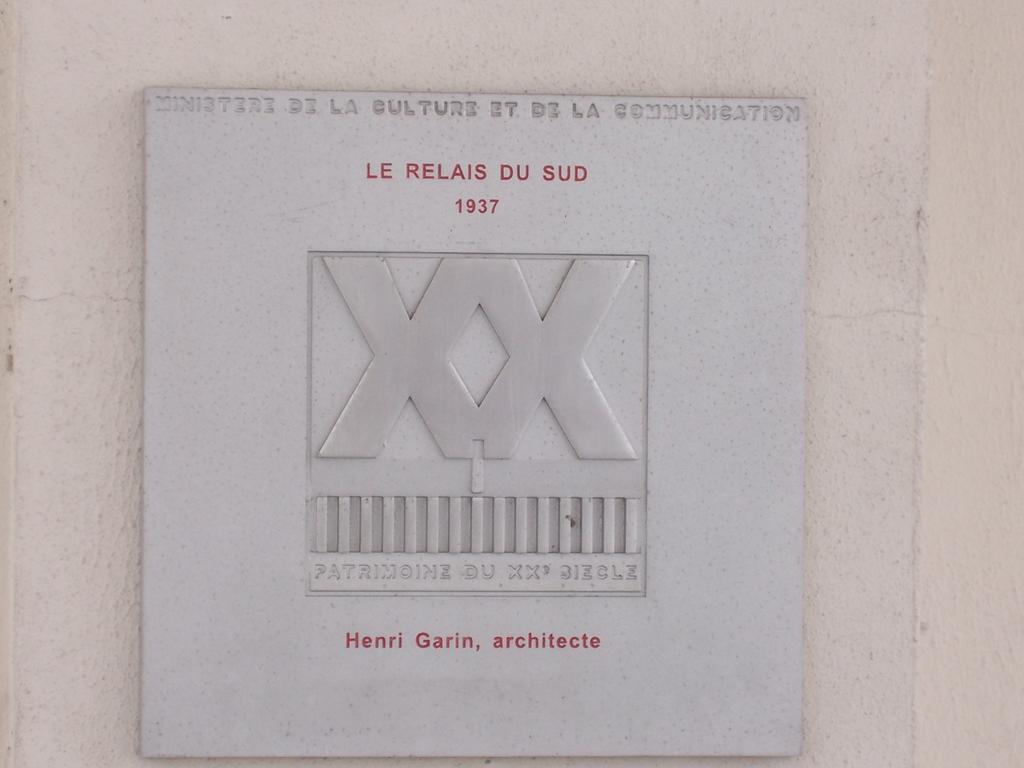 MINISTERE DE LA CULTURE ET DE LA COMMUNICATION
LE RELAIS DU SUD
1937
XX
PATRIMOINE DU XXe SIECLE
Henri Garin, architecte